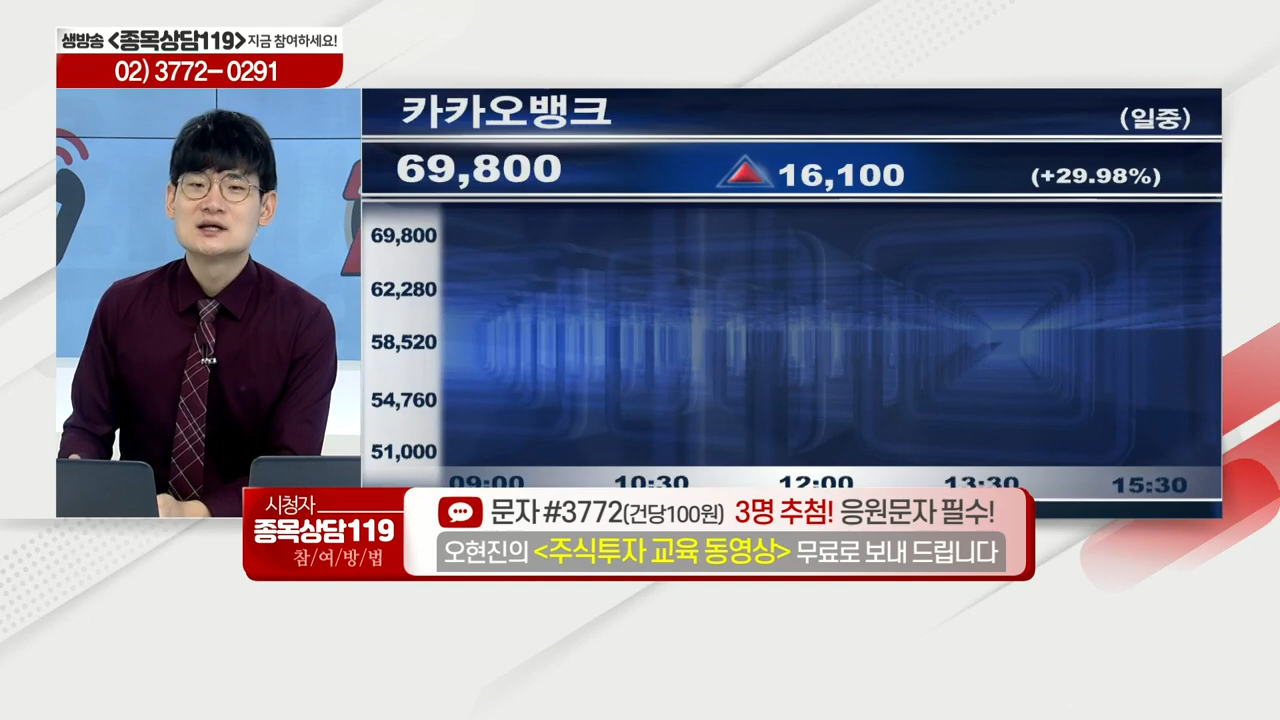 생방송 <종목상담119> 지금 참여하세요!
02) 3772-0291
카카오뱅크 (일중)
69,800 16,100 (+29.98%)
69,800
62,280
58,520
54,760
51,000
09:00 10:30 12:00 13:30 15:30
시청자
종목상담119
참/여/방/법
문자 #3772(건당100원) 3명 추첨! 응원문자 필수!
오현진의 <주식투자 교육 동영상> 무료로 보내 드립니다